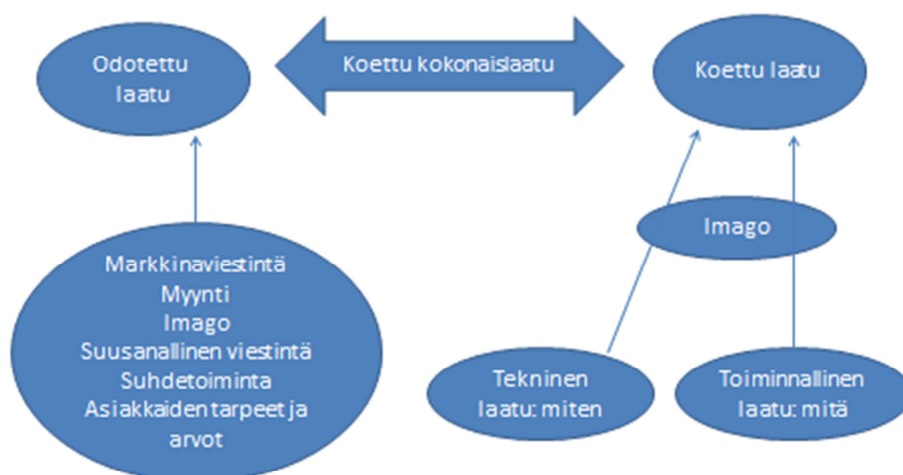 Odotettu
laatu
Koettu kokonaislaatu
Koettu laatu
Imago
Markkinaviestintä
Myynti
Imago
Suusanallinen viestintä
Suhdetoiminta
Asiakkaiden tarpeet ja
arvot
Tekninen
laatu: miten
Toiminnallinen
laatu: mitä